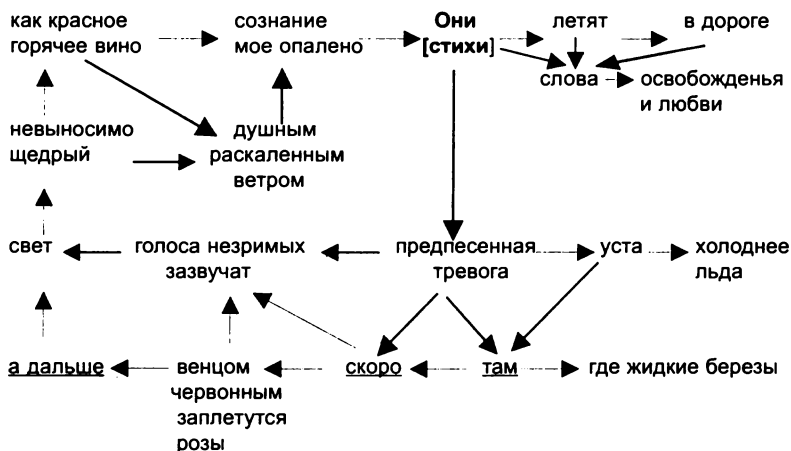 как красное
горячее вино
сознание
мое опалено
Они
[стихи]
летят
в дороге
слова
освобожденья
и любви
невыносимо
щедрый
душным
раскаленным
ветром
свет
голоса незримых
зазвучат
предпесенная
тревога
уста
холоднее
льда
а дальше
венцом
червонным
заплетутся
розы
скоро
там
где жидкие березы